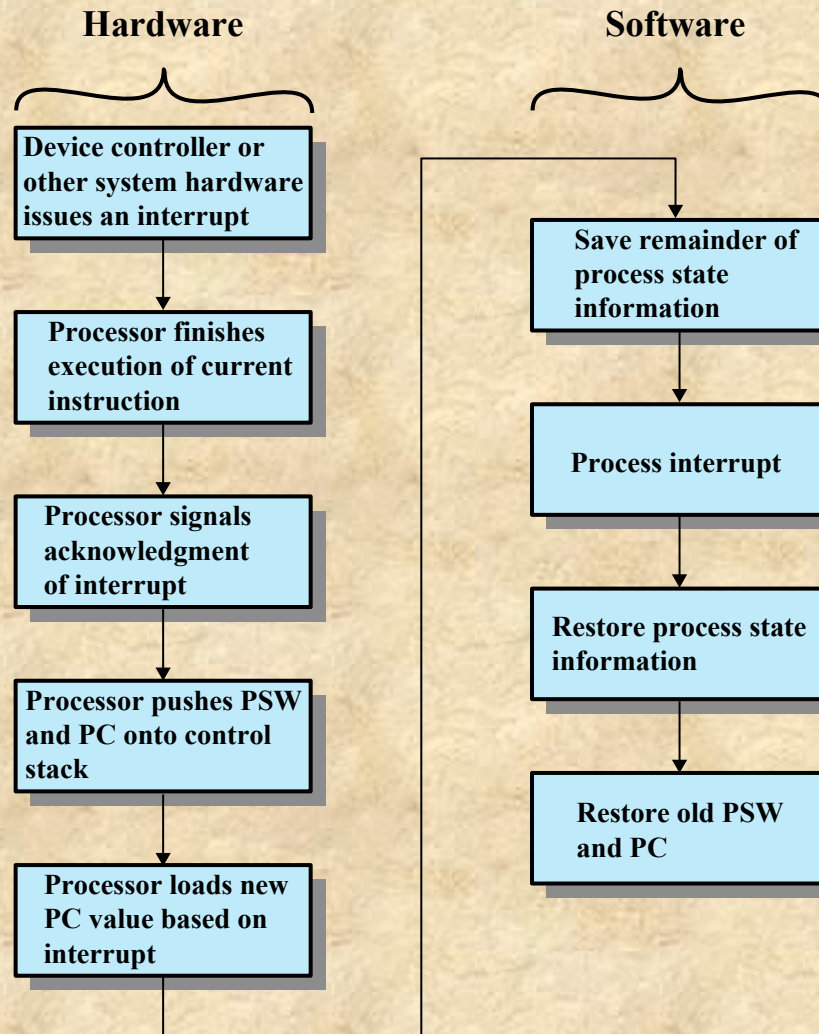 Hardware
Device controller or
other system hardware
issues an interrupt
Processor finishes
execution of current
instruction
Processor signals
acknowledgment
of interrupt
Processor pushes PSW
and PC onto control
stack
Processor loads new
PC value based on
interrupt
Software
Save remainder of
process state
information
Process interrupt
Restore process state
information
Restore old PSW
and PC